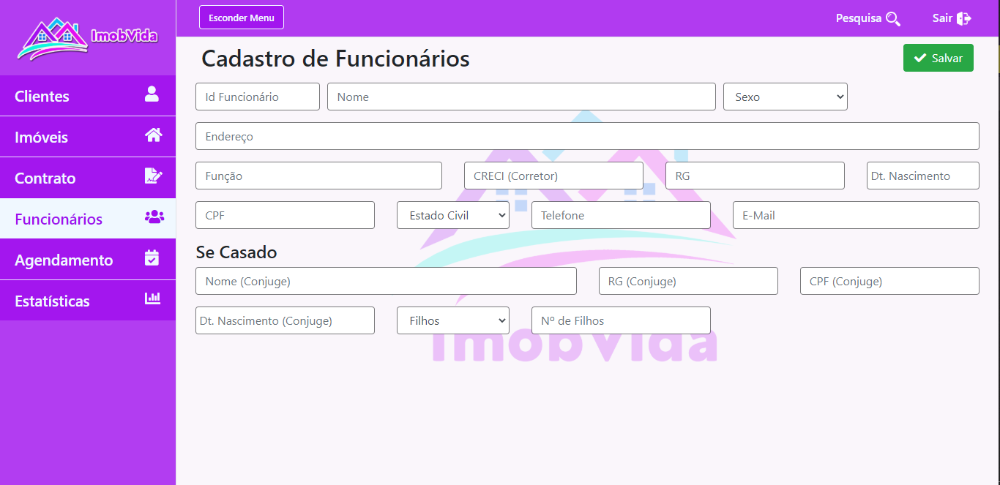 ImobVida
Esconder Menu
Pesquisa
Sair
Clientes
Imóveis
Contrato
Funcionários
Agendamento
Estatísticas
Cadastro de Funcionários
Salvar
Id Funcionário
Nome
Sexo
Endereço
Função
CRECI (Corretor)
RG
Dt. Nascimento
CPF
Estado Civil
Telefone
E-Mail
Se Casado
Nome (Conjuge)
RG (Conjuge)
CPF (Conjuge)
Dt. Nascimento (Conjuge)
Filhos
Nº de Filhos
ImobVida